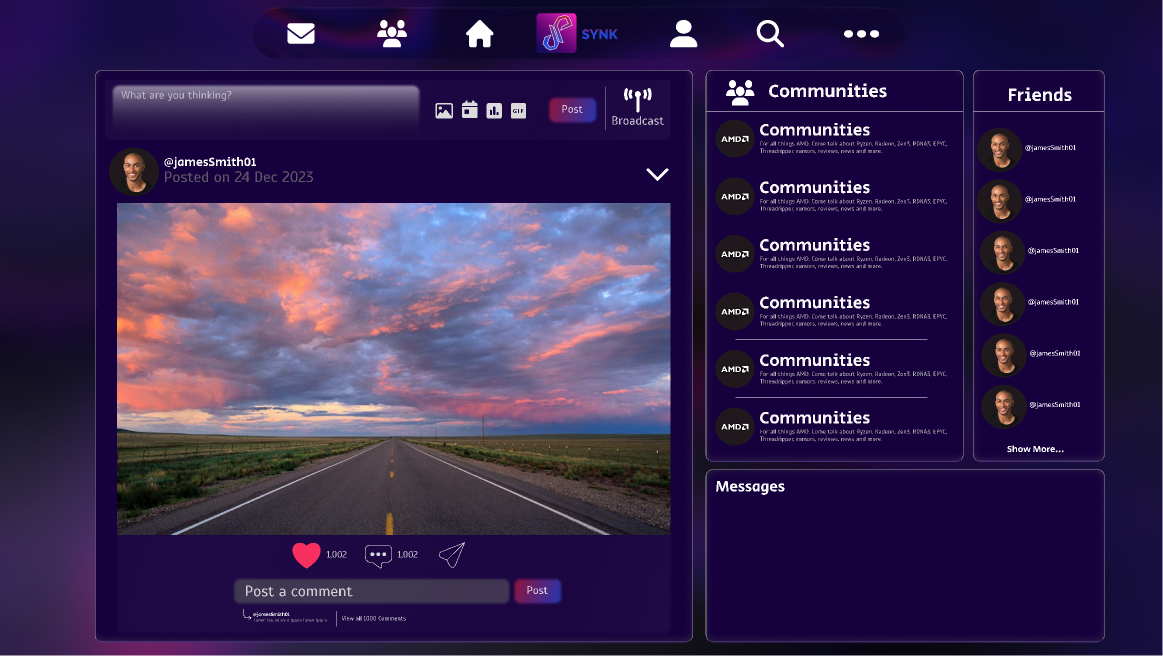 SYNK
What are you thinking?
GIF
Post
Broadcast
@jamesSmith01
Posted on 24 Dec 2023
1,002
1,002
Post a comment
Post
@jamesSmith01
View all 1000 Comments
Communities
AMD
Communities
For all things AMD. Come talk about Ryzen, Radeon, Zen3, RDNA3, EPYC,
Threadripper, rumors, reviews, news and more.
AMD
Communities
For all things AMD. Come talk about Ryzen, Radeon, Zen3, RDNA3, EPYC,
Threadripper, rumors, reviews, news and more.
AMD
Communities
For all things AMD. Come talk about Ryzen, Radeon, Zen3, RDNA3, EPYC,
Threadripper, rumors, reviews, news and more.
AMD
Communities
For all things AMD. Come talk about Ryzen, Radeon, Zen3, RDNA3, EPYC,
Threadripper, rumors, reviews, news and more.
AMD
Communities
For all things AMD. Come talk about Ryzen, Radeon, Zen3, RDNA3, EPYC,
Threadripper, rumors, reviews, news and more.
AMD
Communities
For all things AMD. Come talk about Ryzen, Radeon, Zen3, RDNA3, EPYC,
Threadripper, rumors, reviews, news and more.
Friends
@jamesSmith01
@jamesSmith01
@jamesSmith01
@jamesSmith01
@jamesSmith01
@jamesSmith01
Show More...
Messages